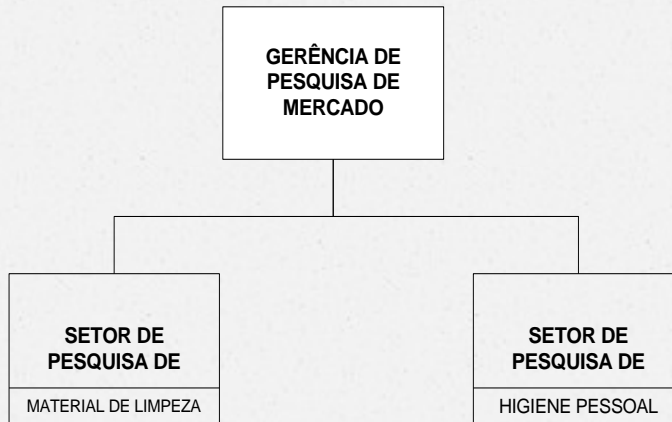 GERÊNCIA DE
PESQUISA DE
MERCADO
SETOR DE
PESQUISA DE
MATERIAL DE LIMPEZA
SETOR DE
PESQUISA DE
HIGIENE PESSOAL